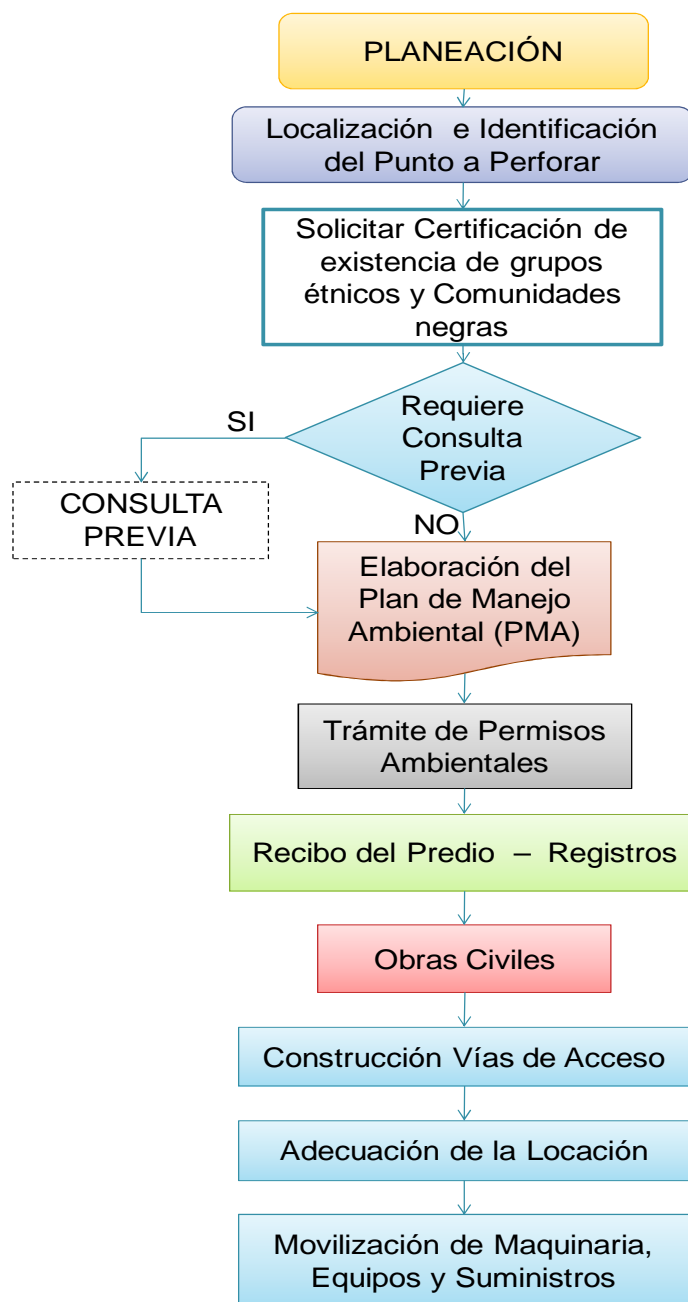 PLANEACIÓN
Localización e Identificación
del Punto a Perforar
Solicitar Certificación de
existencia de grupos
étnicos y Comunidades
negras
Requiere
Consulta
Previa
SI
CONSULTA
PREVIA
NO
Elaboración del
Plan de Manejo
Ambiental (PMA)
Trámite de Permisos
Ambientales
Recibo del Predio – Registros
Obras Civiles
Construcción Vías de Acceso
Adecuación de la Locación
Movilización de Maquinaria,
Equipos y Suministros